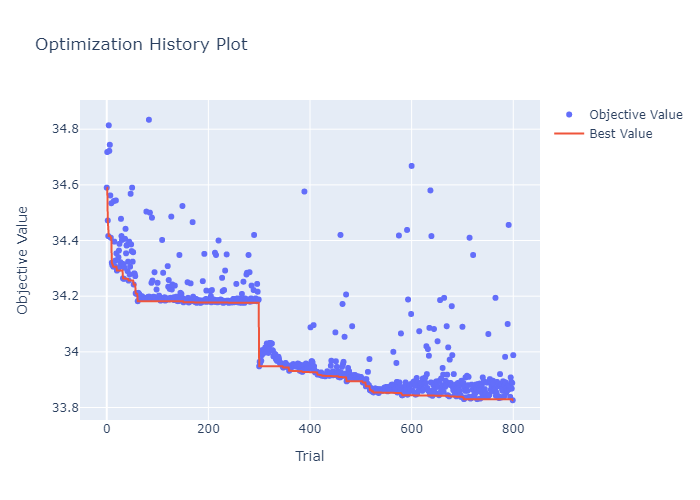 Optimization History Plot
Objective Value
Best Value
34.8
34.6
34.4
34.2
34
33.8
Objective Value
0
200
400
600
800
Trial